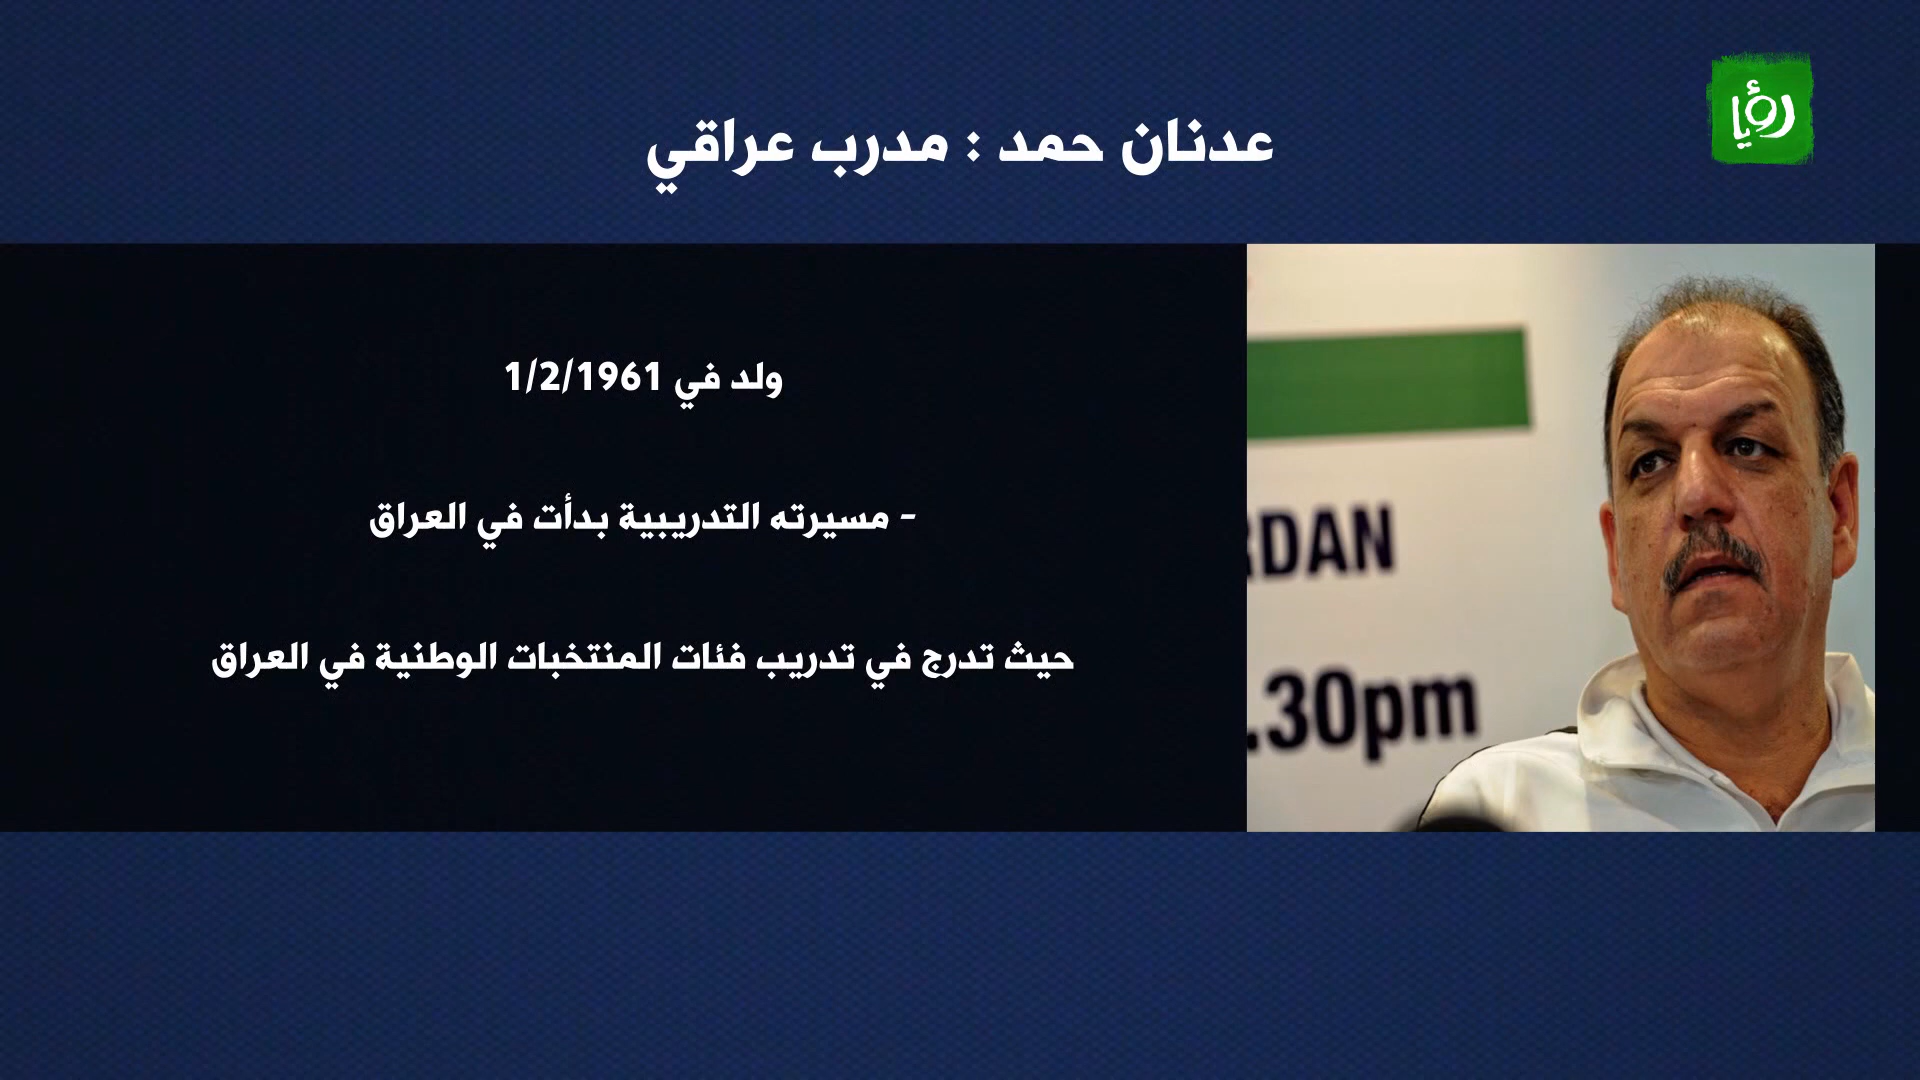 رؤيا
عدنان حمد : مدرب عراقي
ولد في 1/2/1961
- مسيرته التدريبية بدأت في العراق
حيث تدرج في تدريب فئات المنتخبات الوطنية في العراق
RDAN
.30pm